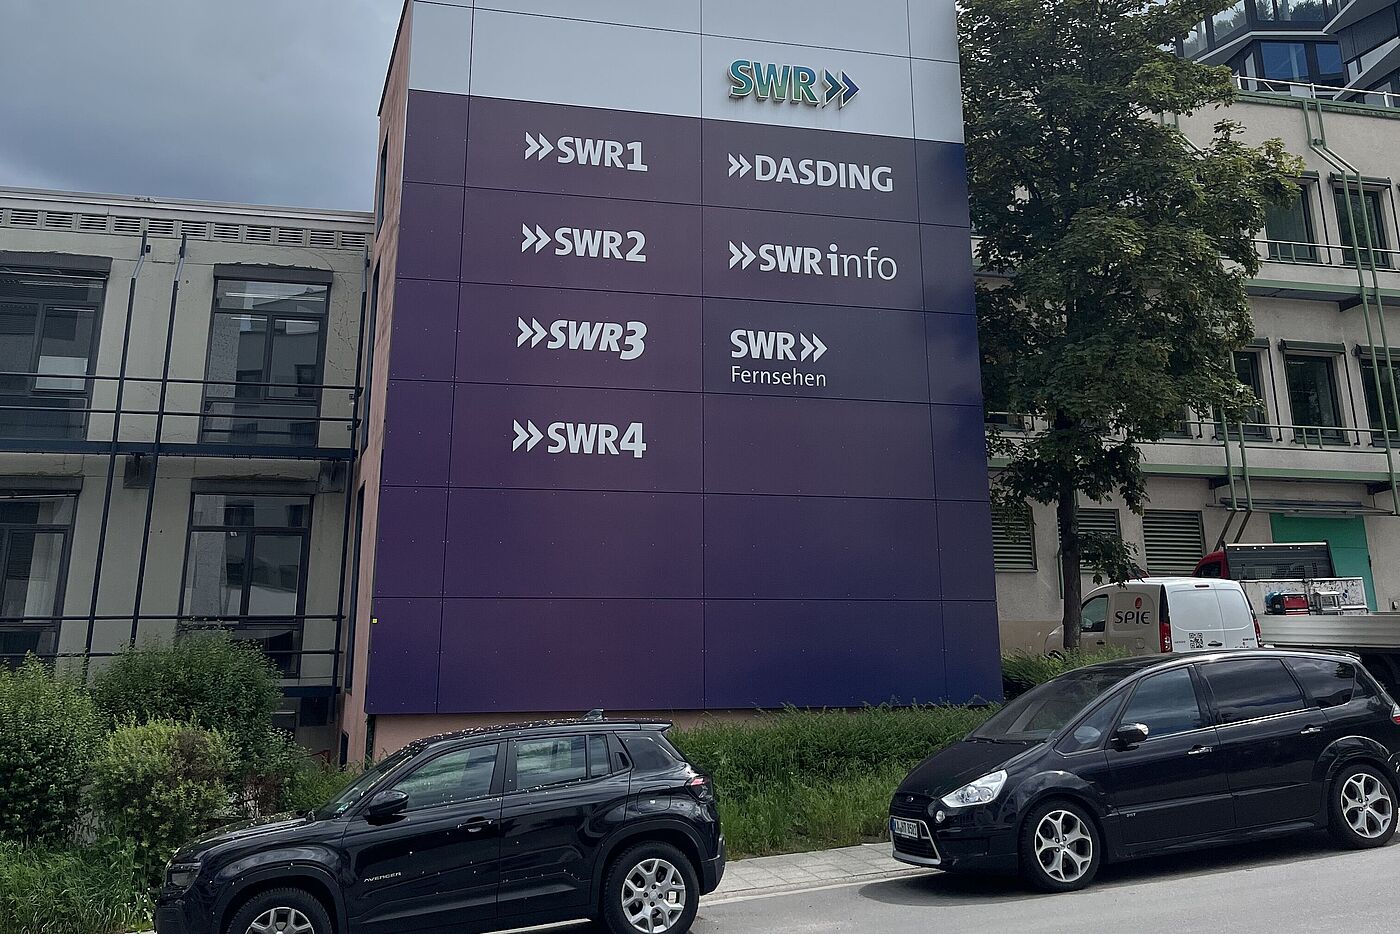 SWR»
»SWR1
»SWR2
»SWR3
»SWR4
»DASDING
»SWRinfo
SWR»
Fernsehen
SPIE
AVENGER